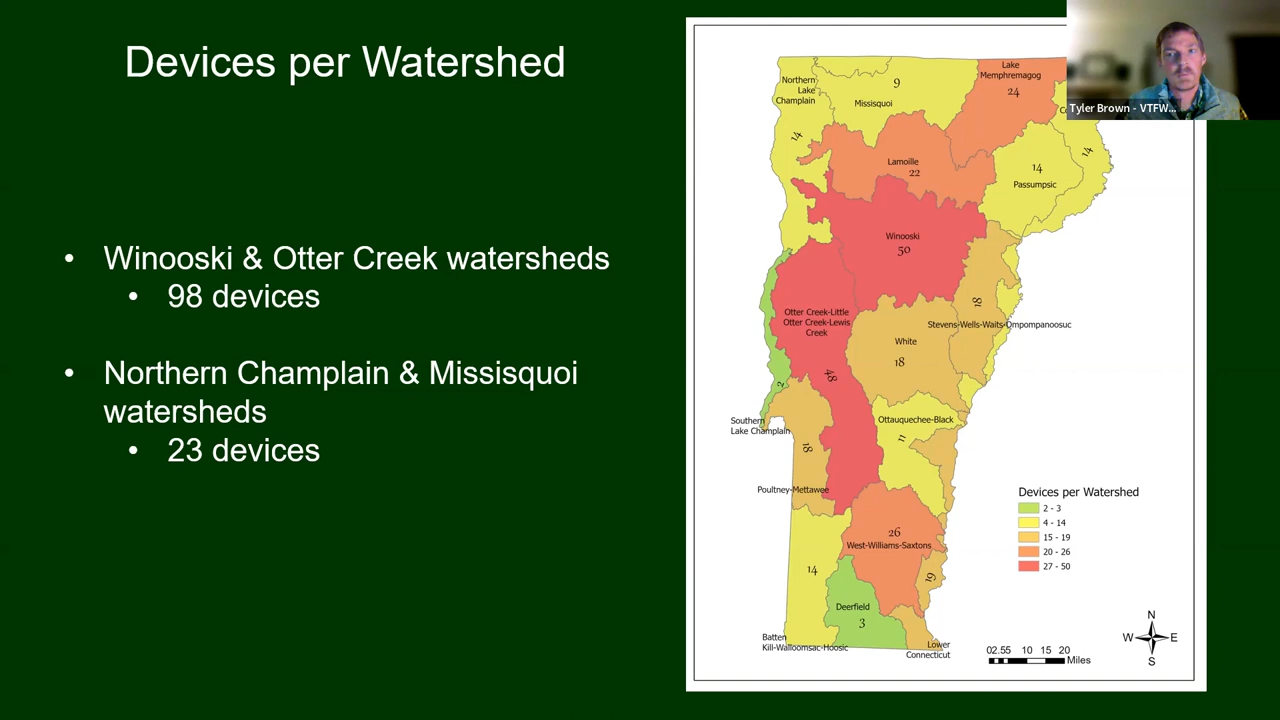 Devices per Watershed
• Winooski & Otter Creek watersheds
• 98 devices
• Northern Champlain & Missisquoi
watersheds
• 23 devices
Tyler Brown - VTFW...
Northern
Lake
Champlain
14
9
Missisquoi
Lake
Memphremagog
24
Lamoille
22
14
Passumpsic
14
Winooski
50
Otter Creek-Little
Otter Creek-Lewis
Creek
48
18
Stevens-Wells-Waits-Ompompanoosuc
White
18
2
Southern
Lake Champlain
Ottauquechee-Black
11
18
Poultney-Mettawee
26
West-Williams-Saxtons
14
19
Deerfield
3
Batten
Kill-Walloomsac-Hoosic
Lower
Connecticut
Devices per Watershed
2 - 3
4 - 14
15 - 19
20 - 26
27 - 50
N
W E
S
02.55 10 15 20
Miles